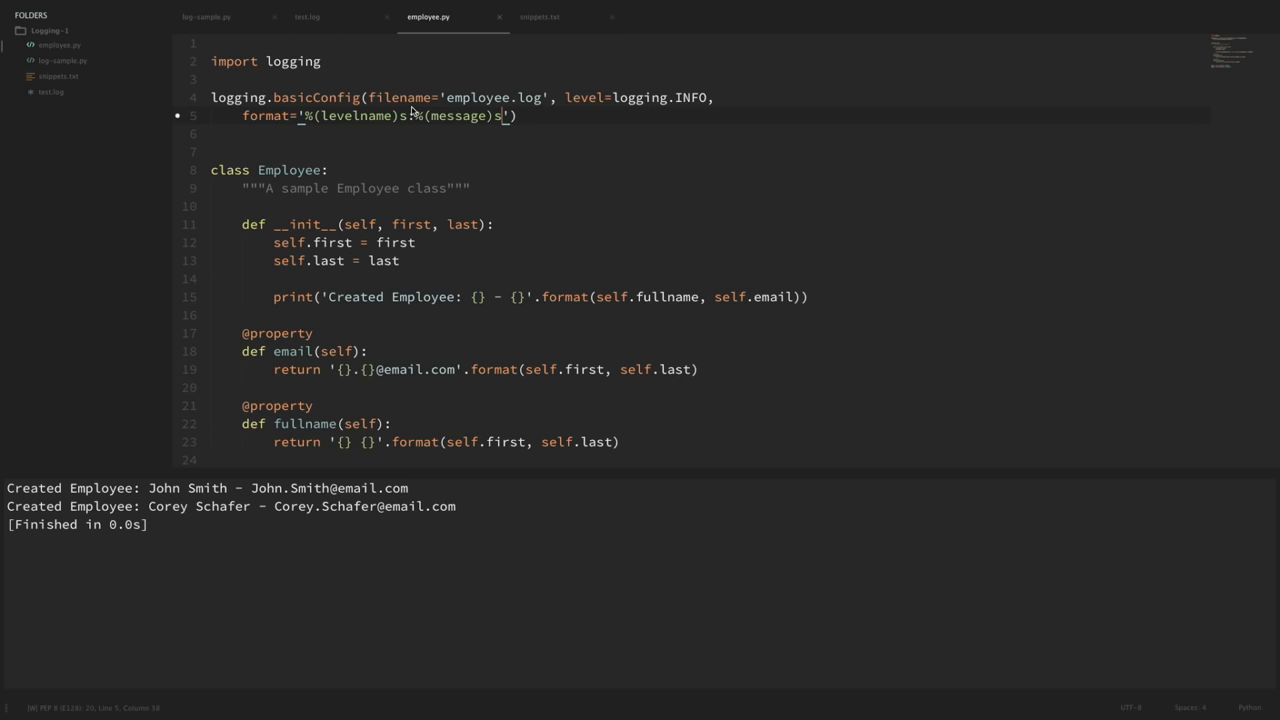 FOLDERS
Logging-1
employee.py
log-sample.py
snippets.txt
test.log
log-sample.py × test.log × employee.py × snippets.txt ×
1
2 import logging
3
4 logging.basicConfig(filename='employee.log', level=logging.INFO,
5 format='%(levelname)s:%(message)s')
6
7
8 class Employee:
9 """A sample Employee class"""
10
11 def __init__(self, first, last):
12 self.first = first
13 self.last = last
14
15 print('Created Employee: {} - {}'.format(self.fullname, self.email))
16
17 @property
18 def email(self):
19 return '{}.{}@email.com'.format(self.first, self.last)
20
21 @property
22 def fullname(self):
23 return '{} {}'.format(self.first, self.last)
24
Created Employee: John Smith - John.Smith@email.com
Created Employee: Corey Schafer - Corey.Schafer@email.com
[Finished in 0.0s]
[W] PEP 8 (E128): 20, Line 5, Column 38 UTF-8 Spaces: 4 Python